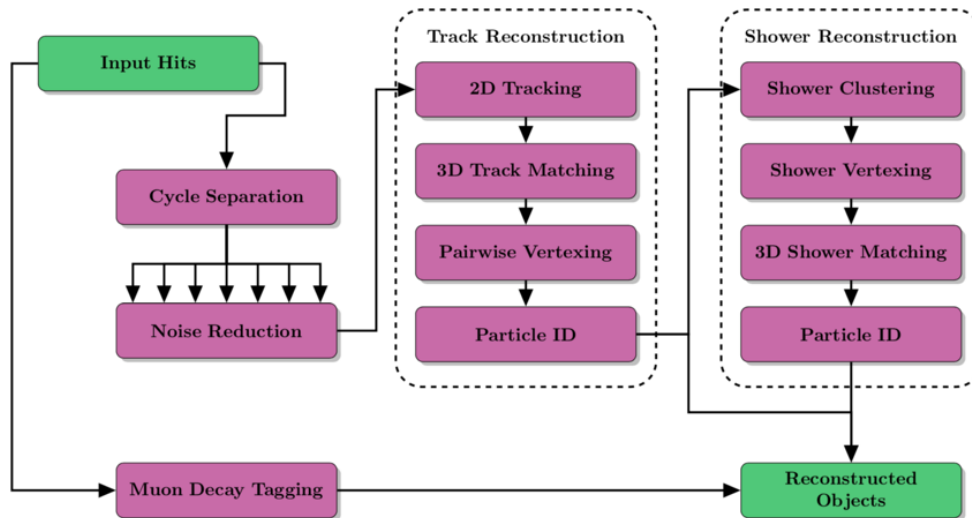 Input Hits
Cycle Separation
Noise Reduction
Muon Decay Tagging
Track Reconstruction
2D Tracking
3D Track Matching
Pairwise Vertexing
Particle ID
Shower Reconstruction
Shower Clustering
Shower Vertexing
3D Shower Matching
Particle ID
Reconstructed
Objects